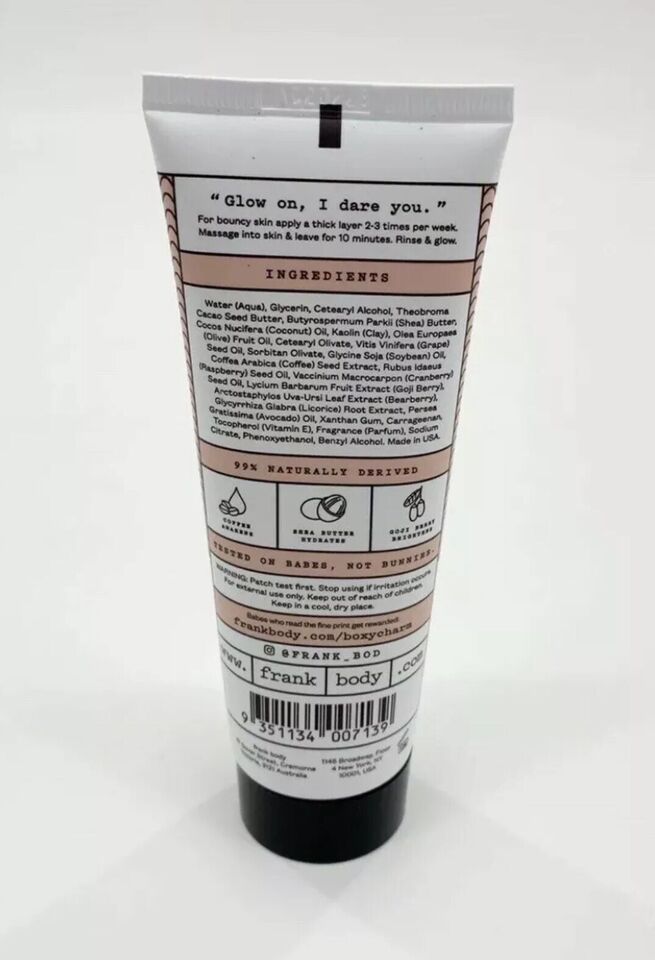 “ Glow on, I dare you. ”
For bouncy skin apply a thick layer 2-3 times per week.
Massage into skin & leave for 10 minutes. Rinse & glow.
INGREDIENTS
Water (Aqua), Glycerin, Cetearyl Alcohol, Theobroma
Cacao Seed Butter, Butyrospermum Parkii (Shea) Butter,
Cocos Nucifera (Coconut) Oil, Kaolin (Clay), Olea Europaea
(Olive) Fruit Oil, Cetearyl Olivate, Vitis Vinifera (Grape)
Seed Oil, Sorbitan Olivate, Glycine Soja (Soybean) Oil,
Coffea Arabica (Coffee) Seed Extract, Rubus Idaeus
(Raspberry) Seed Oil, Vaccinium Macrocarpon (Cranberry)
Seed Oil, Lycium Barbarum Fruit Extract (Goji Berry),
Arctostaphylos Uva-Ursi Leaf Extract (Bearberry),
Glycyrrhiza Glabra (Licorice) Root Extract, Persea
Gratissima (Avocado) Oil, Xanthan Gum, Carrageenan,
Tocopherol (Vitamin E), Fragrance (Parfum), Sodium
Citrate, Phenoxyethanol, Benzyl Alcohol. Made in USA.
99% NATURALLY DERIVED
COFFEE
AWAKENS
SHEA BUTTER
HYDRATES
GOJI BERRY
BRIGHTENS
TESTED ON BABES, NOT BUNNIES.
WARNING: Patch test first. Stop using if irritation occurs.
For external use only. Keep out of reach of children.
Keep in a cool, dry place.
Babes who read the fine print get rewarded:
frankbody.com/boxycharm
@FRANK_BOD
www. frank body .com
9 351134 007139
frank body
Dover Street, Cremorne
Victoria, 3121 Australia
1148 Broadway, Floor
4 New York, NY
10001, USA